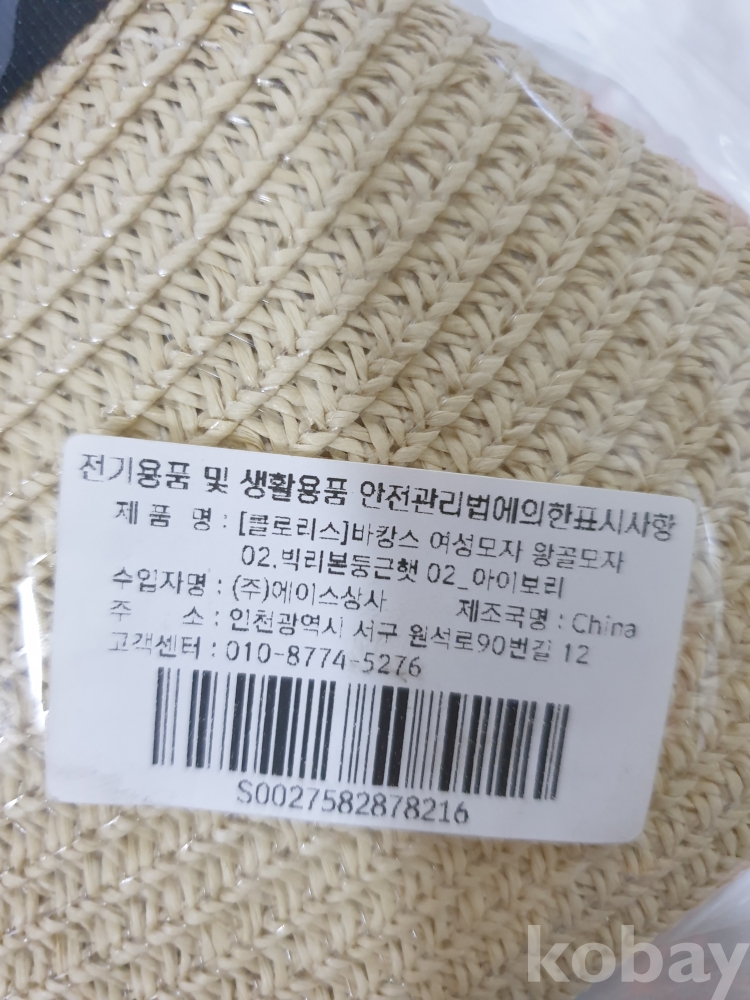 전기용품 및 생활용품 안전관리법에의한표시사항
제 품 명 : [클로리스]바캉스 여성모자 왕골모자
02.빅리본둥근햇 02_아이보리
수입자명 : (주)에이스상사 제조국명 : China
주 소 : 인천광역시 서구 원석로90번길 12
고객센터 : 010-8774-5276
S0027582878216
kobay